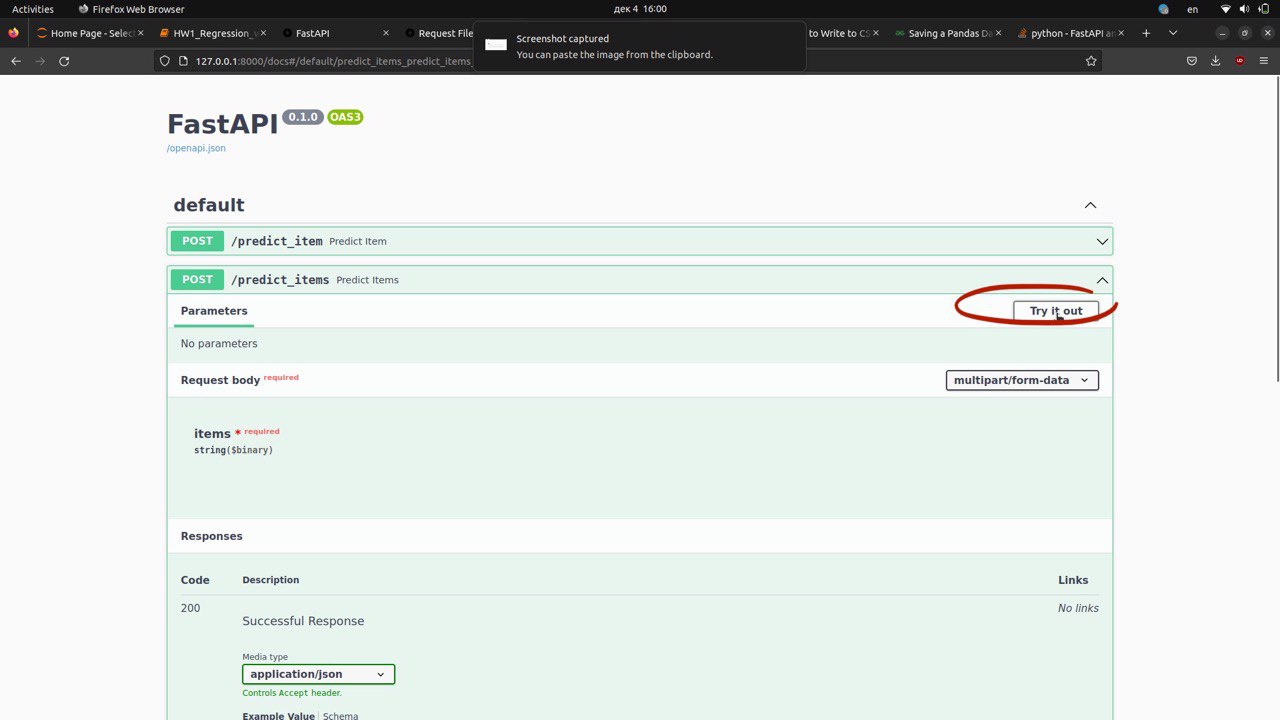 Activities Firefox Web Browser дек 4 16:00 en
Home Page - Selec HW1_Regression_w FastAPI Request File to Write to CS Saving a Pandas Da python - FastAPI an
Screenshot captured
You can paste the image from the clipboard.
127.0.0.1:8000/docs#/default/predict_items_predict_items_
FastAPI 0.1.0 OAS3
/openapi.json
default
POST /predict_item Predict Item
POST /predict_items Predict Items
Parameters Try it out
No parameters
Request body required multipart/form-data
items * required
string($binary)
Responses
Code Description Links
200 No links
Successful Response
Media type
application/json
Controls Accept header.
Example Value Schema